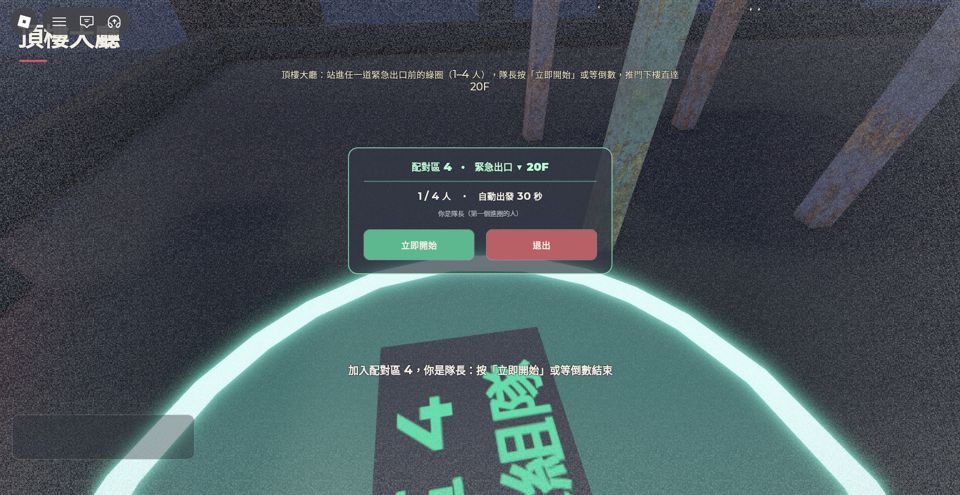 頂樓大廳
頂樓大廳：站進任一道緊急出口前的綠圈（1–4 人），隊長按「立即開始」或等倒數，推門下樓直達
20F
配對區 4 • 緊急出口 ▼ 20F
1 / 4 人 • 自動出發 30 秒
你是隊長（第一個進圈的人）
立即開始
退出
加入配對區 4，你是隊長：按「立即開始」或等倒數結束
4
組隊